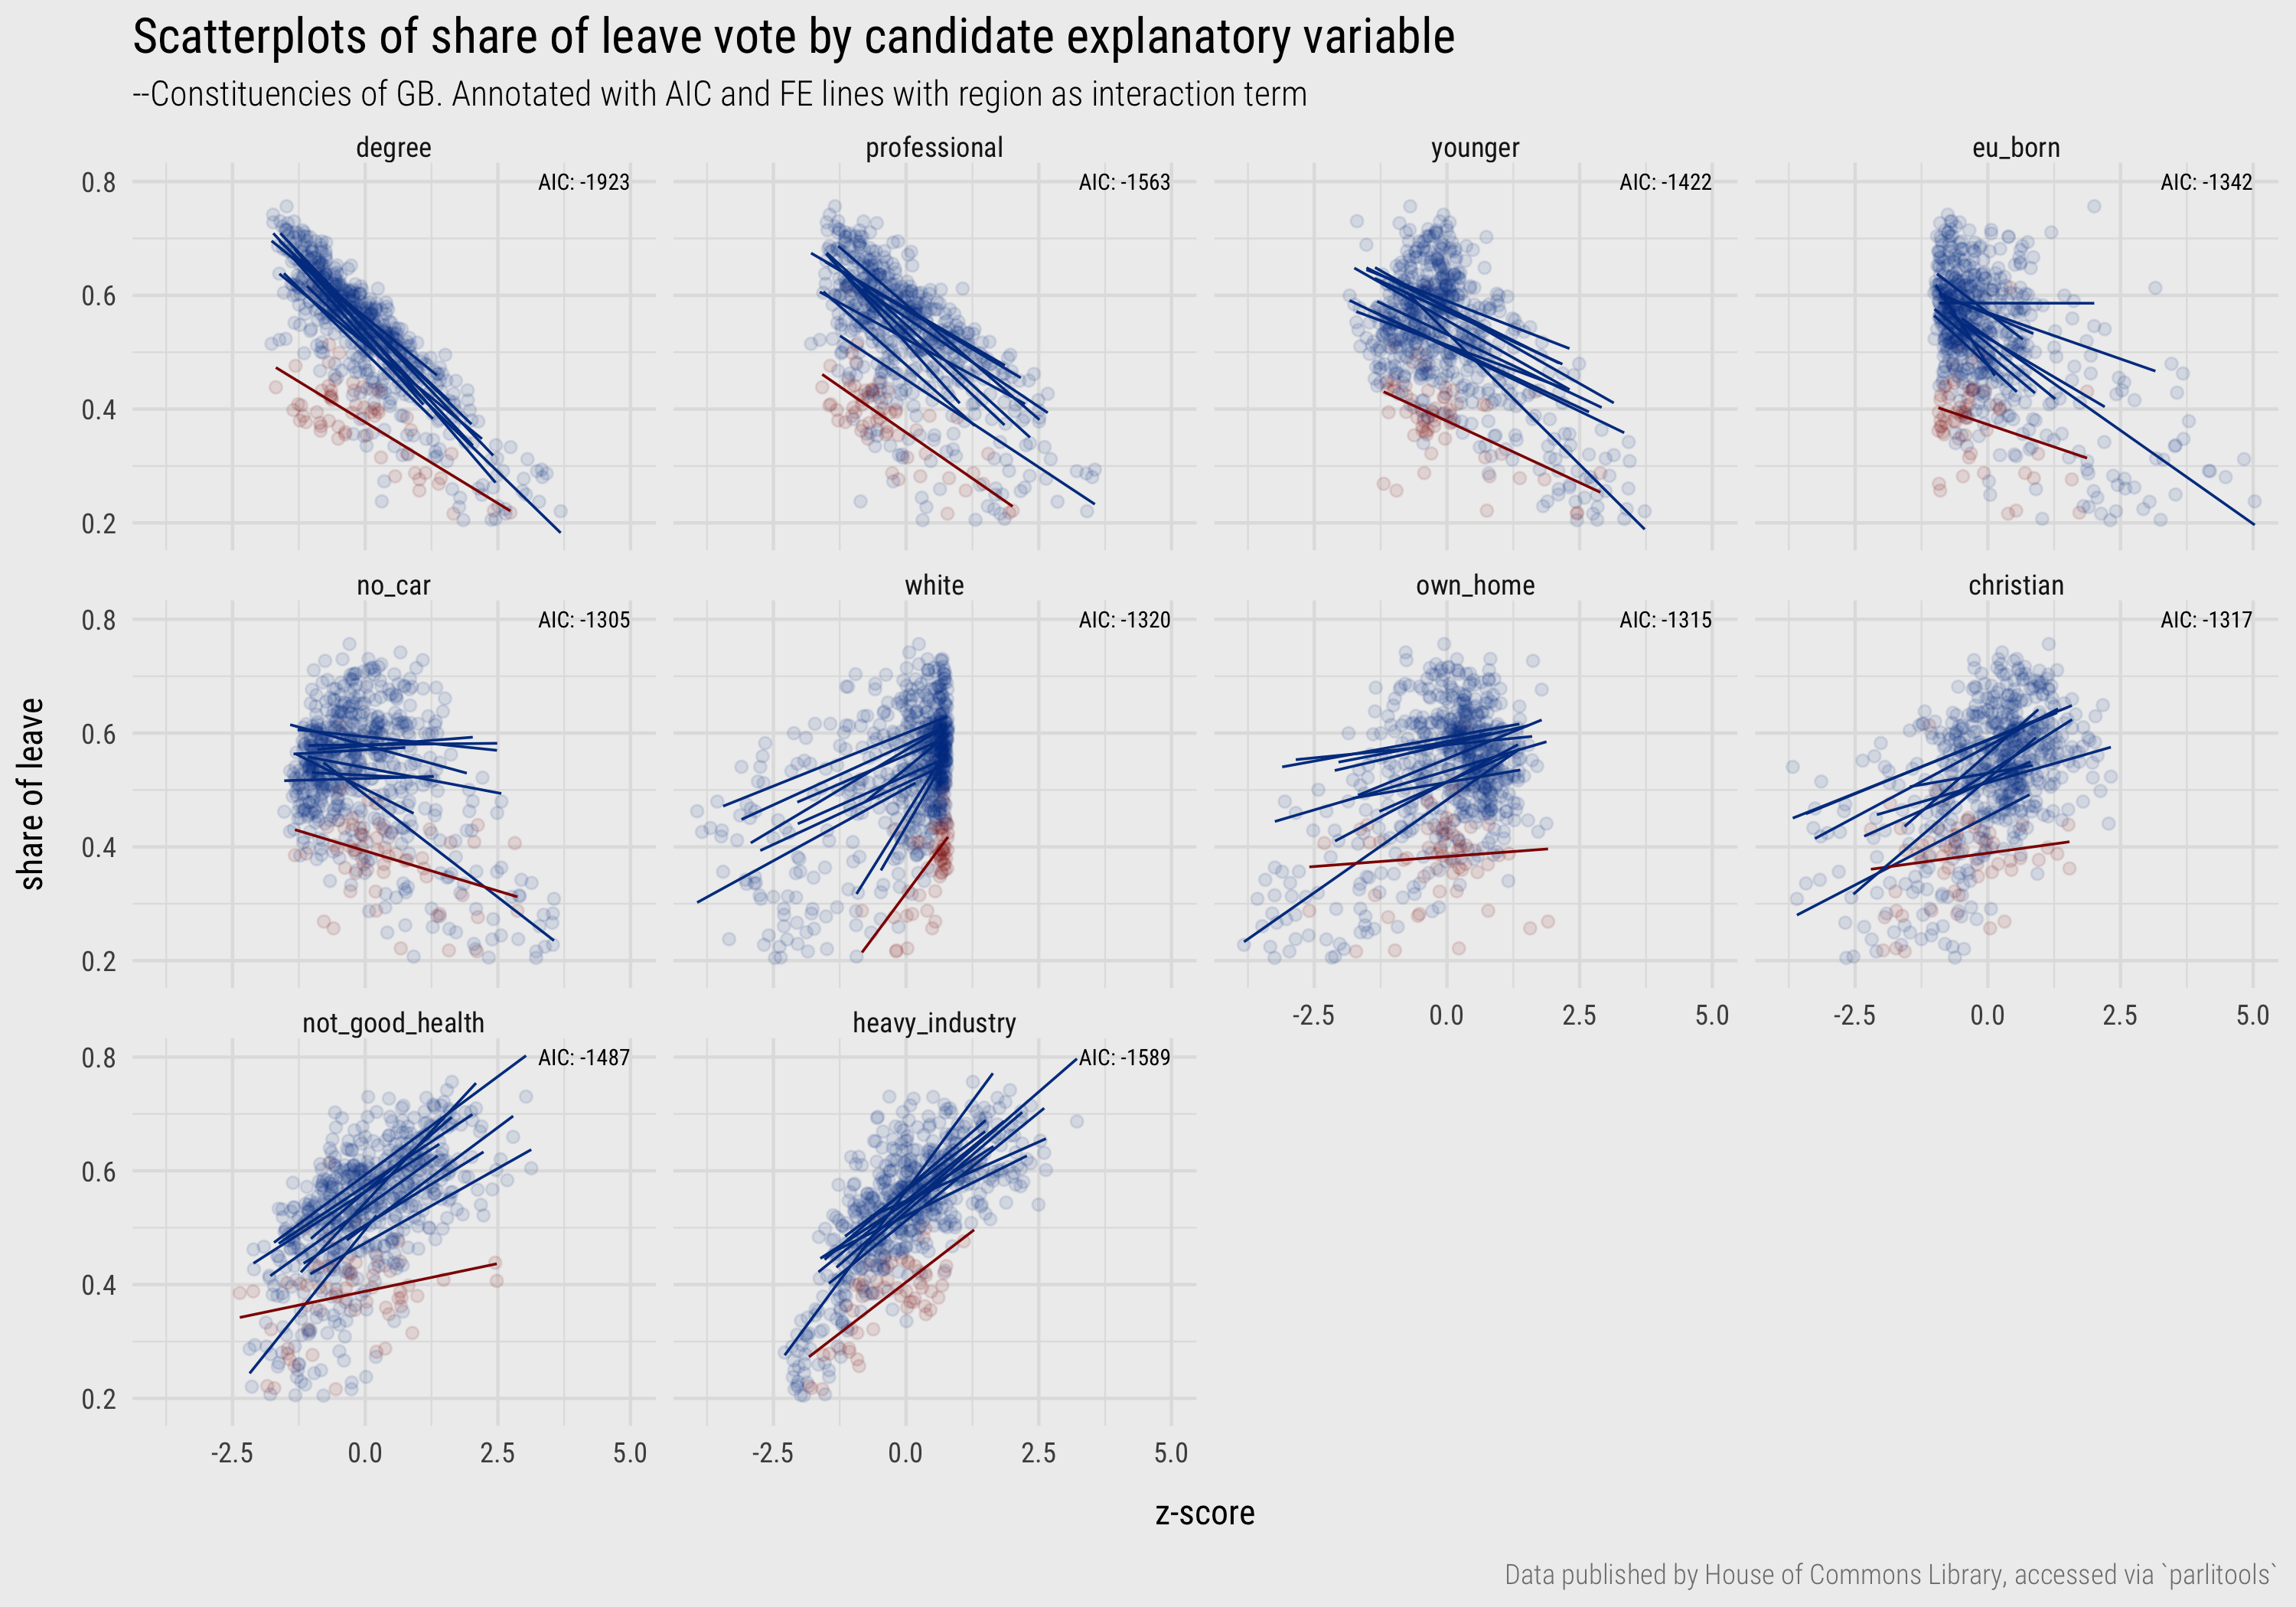 Scatterplots of share of leave vote by candidate explanatory variable
--Constituencies of GB. Annotated with AIC and FE lines with region as interaction term
degree
professional
younger
eu_born
AIC: -1923
AIC: -1563
AIC: -1422
AIC: -1342
0.8
0.6
0.4
0.2
no_car
white
own_home
christian
AIC: -1305
AIC: -1320
AIC: -1315
AIC: -1317
0.8
0.6
0.4
0.2
share of leave
-2.5 0.0 2.5 5.0
-2.5 0.0 2.5 5.0
not_good_health
heavy_industry
AIC: -1487
AIC: -1589
0.8
0.6
0.4
0.2
-2.5 0.0 2.5 5.0
-2.5 0.0 2.5 5.0
z-score
Data published by House of Commons Library, accessed via `parlitools`